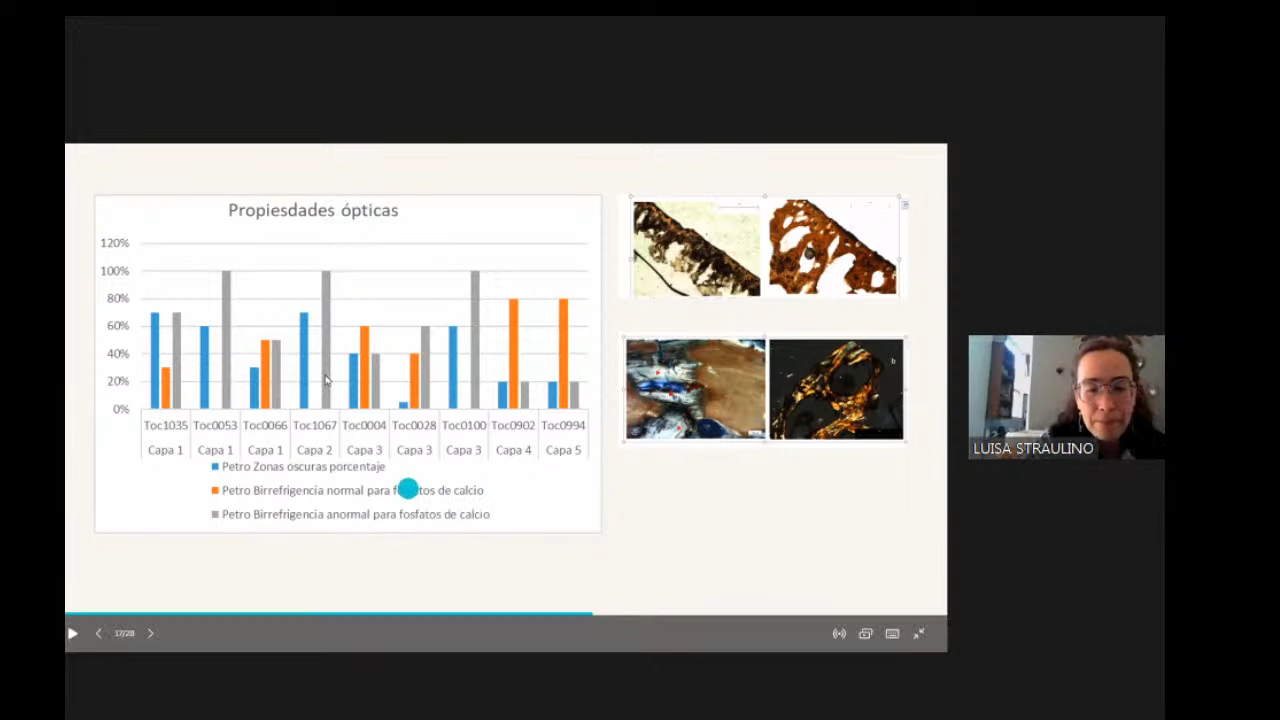 Propiesdades ópticas
120%
100%
80%
60%
40%
20%
0%
Toc1035 Toc0053 Toc0066 Toc1067 Toc0004 Toc0028 Toc0100 Toc0902 Toc0994
Capa 1 Capa 1 Capa 1 Capa 2 Capa 3 Capa 3 Capa 3 Capa 4 Capa 5
Petro Zonas oscuras porcentaje
Petro Birrefrigencia normal para tos de calcio
Petro Birrefrigencia anormal para fosfatos de calcio
b
LUISA STRAULINO
17/28